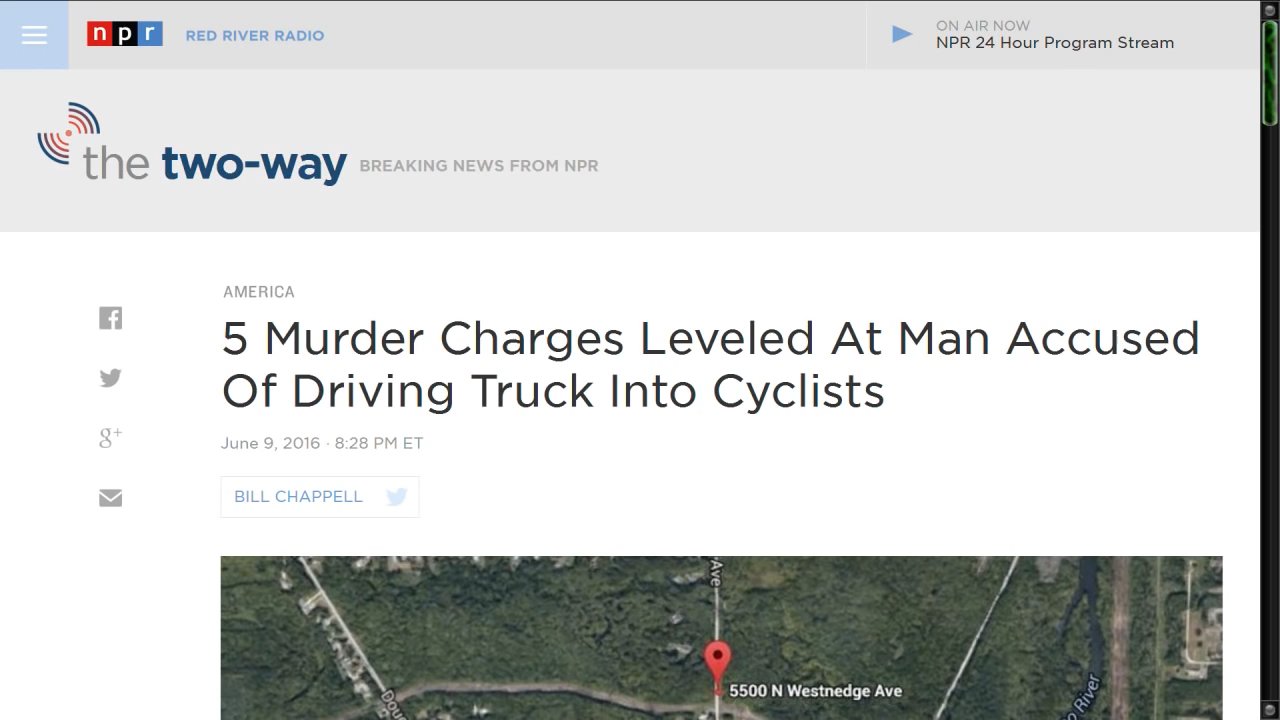 npr
RED RIVER RADIO
ON AIR NOW
NPR 24 Hour Program Stream
the two-way BREAKING NEWS FROM NPR
AMERICA
5 Murder Charges Leveled At Man Accused
Of Driving Truck Into Cyclists
June 9, 2016 · 8:28 PM ET
BILL CHAPPELL
Ave
5500 N Westnedge Ave
River